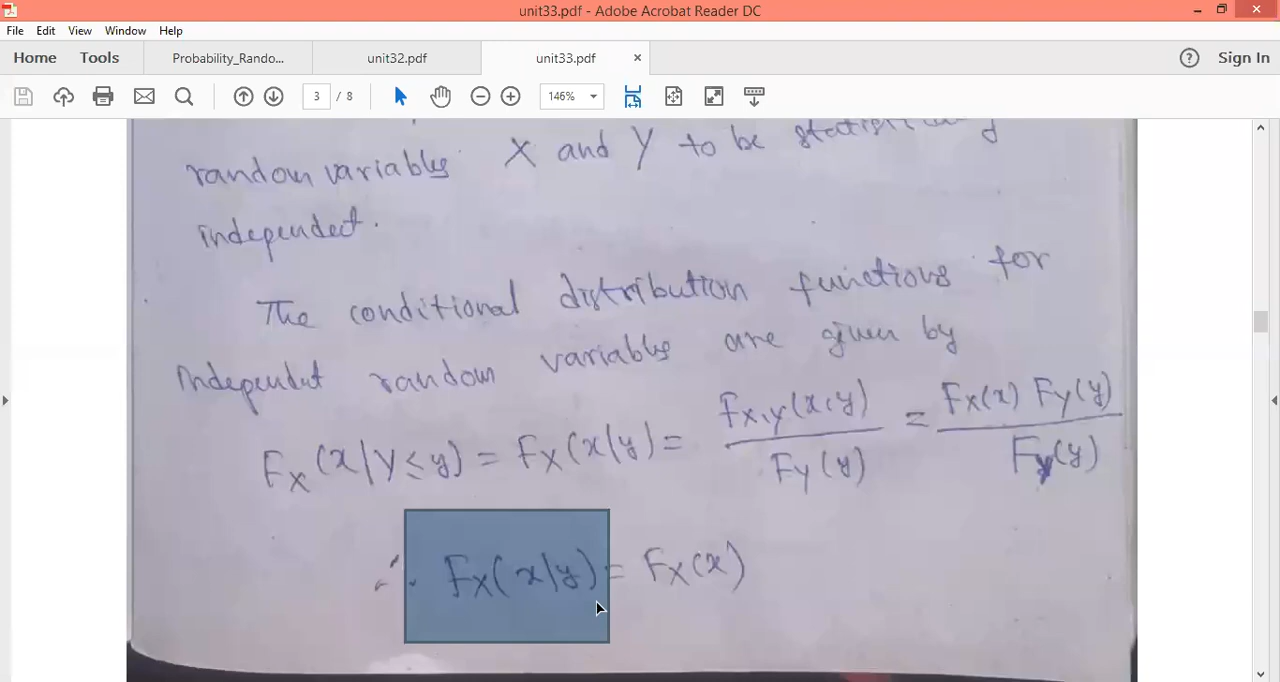 unit33.pdf - Adobe Acrobat Reader DC
File Edit View Window Help
Home Tools Probability_Rando... unit32.pdf unit33.pdf × Sign In
3 / 8 146%
random variables X and Y to be
independent.
The conditional distribution functions for
Independent random variables are given by
Fx(x|Y≤y) = Fx(x|y) = Fx,y(x,y) / Fy(y) = Fx(x) Fy(y) / Fy(y)
∴ Fx(x|y) = Fx(x)